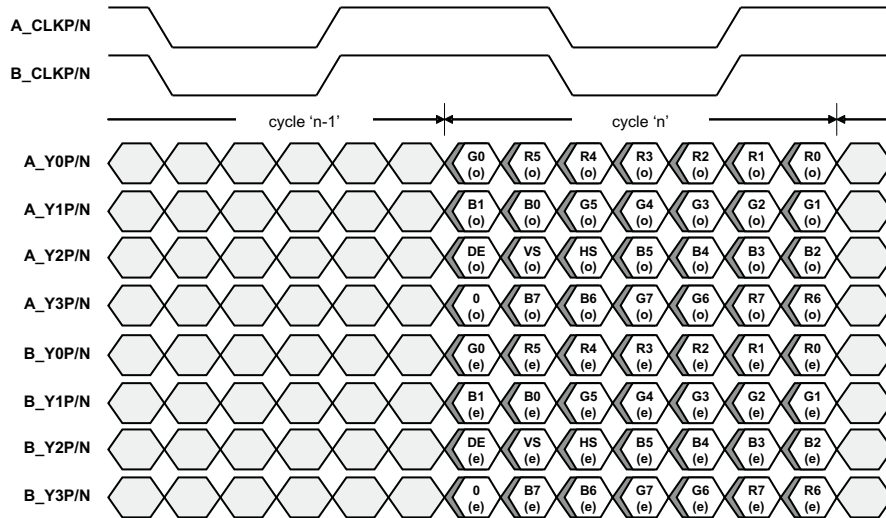 A_CLKP/N
B_CLKP/N
cycle 'n-1' cycle 'n'
A_Y0P/N G0 R5 R4 R3 R2 R1 R0
(o) (o) (o) (o) (o) (o) (o)
A_Y1P/N B1 B0 G5 G4 G3 G2 G1
(o) (o) (o) (o) (o) (o) (o)
A_Y2P/N DE VS HS B5 B4 B3 B2
(o) (o) (o) (o) (o) (o) (o)
A_Y3P/N 0 B7 B6 G7 G6 R7 R6
(o) (o) (o) (o) (o) (o) (o)
B_Y0P/N G0 R5 R4 R3 R2 R1 R0
(e) (e) (e) (e) (e) (e) (e)
B_Y1P/N B1 B0 G5 G4 G3 G2 G1
(e) (e) (e) (e) (e) (e) (e)
B_Y2P/N DE VS HS B5 B4 B3 B2
(e) (e) (e) (e) (e) (e) (e)
B_Y3P/N 0 B7 B6 G7 G6 R7 R6
(e) (e) (e) (e) (e) (e) (e)